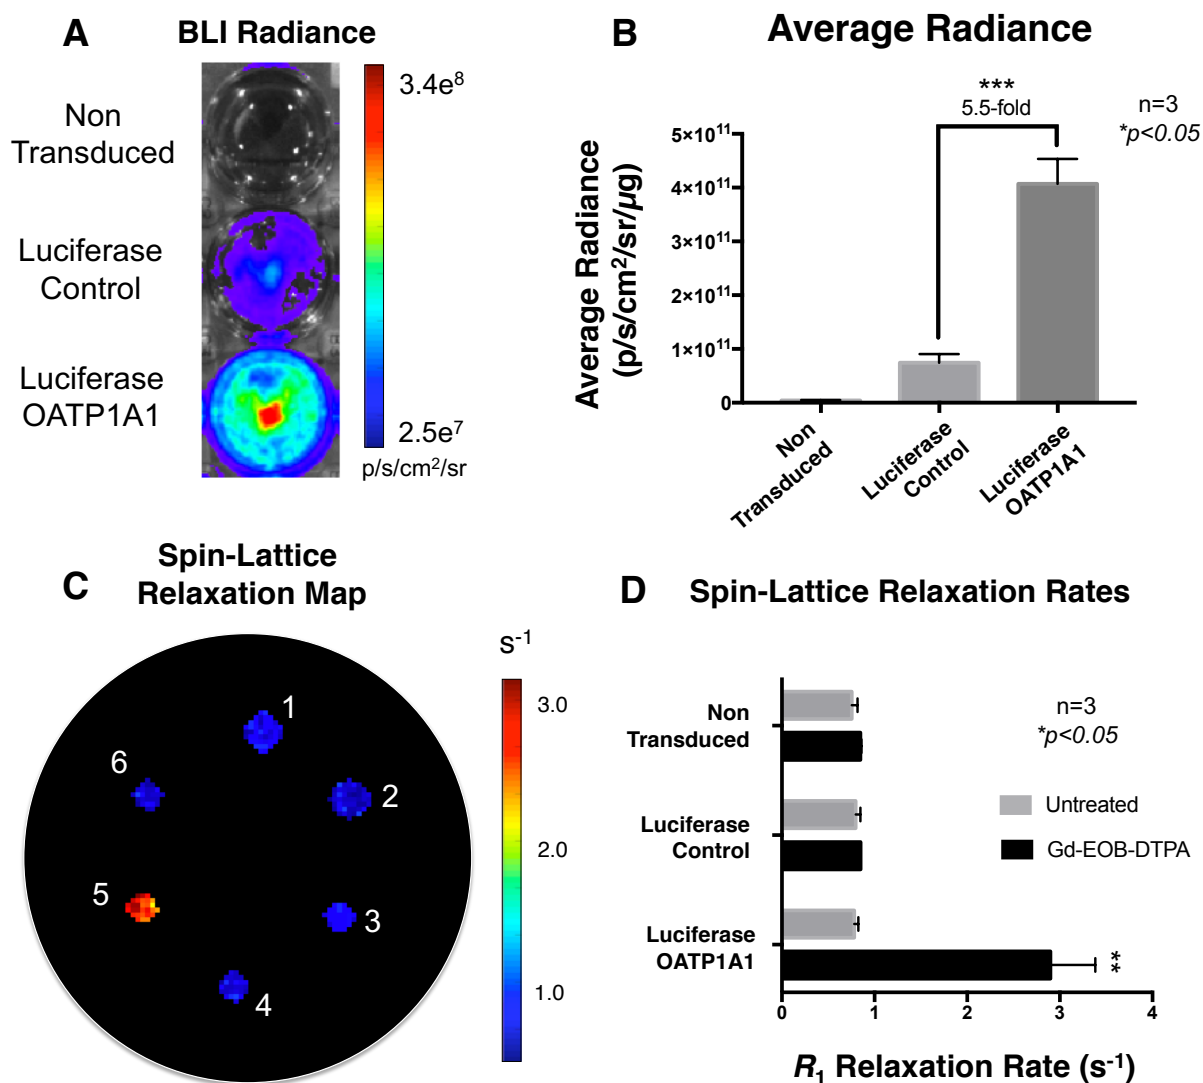 A
BLI Radiance
Non
Transduced
Luciferase
Control
Luciferase
OATP1A1
3.4e⁸
2.5e⁷
p/s/cm²/sr
B
Average Radiance
***
5.5-fold
n=3
*p<0.05
Average Radiance
(p/s/cm²/sr/µg)
5×10¹¹
4×10¹¹
3×10¹¹
2×10¹¹
1×10¹¹
0
Non
Transduced
Luciferase
Control
Luciferase
OATP1A1
C
Spin-Lattice
Relaxation Map
1
2
3
4
5
6
s⁻¹
3.0
2.0
1.0
D
Spin-Lattice Relaxation Rates
Non
Transduced
Luciferase
Control
Luciferase
OATP1A1
n=3
*p<0.05
Untreated
Gd-EOB-DTPA
**
0 1 2 3 4
R₁ Relaxation Rate (s⁻¹)